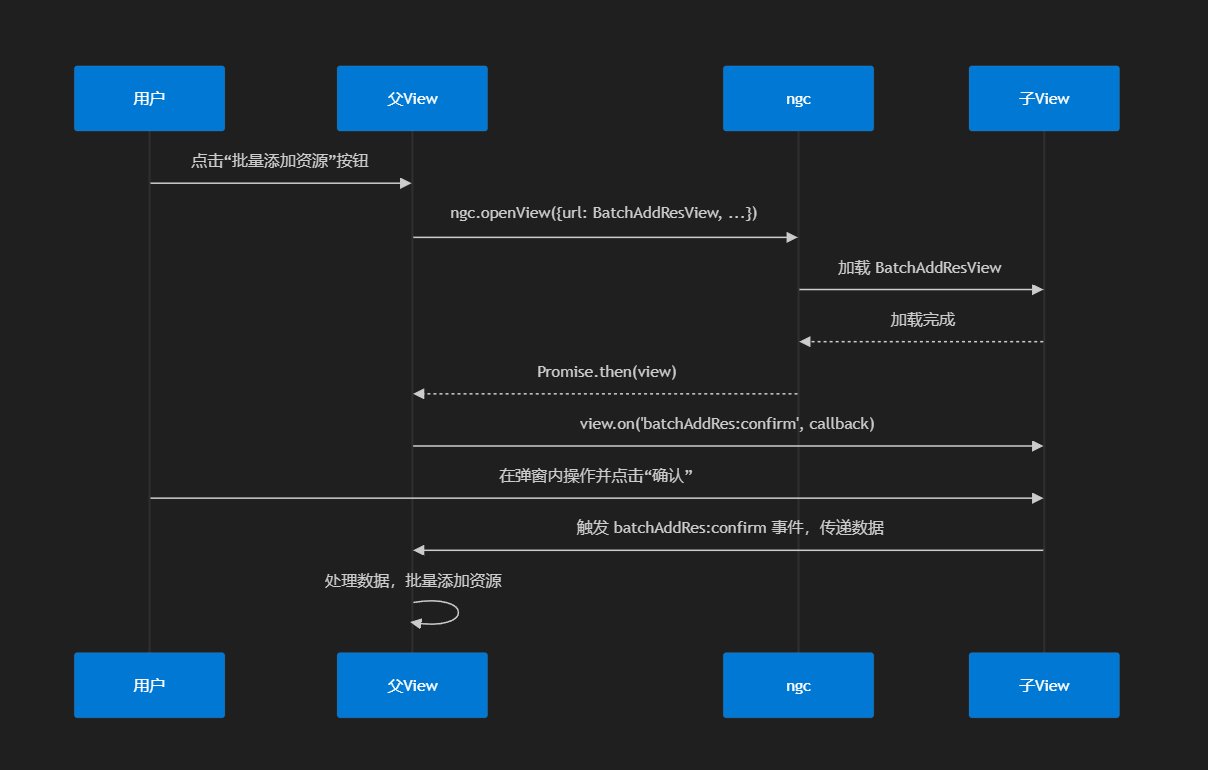 用户
父View
ngc
子View
点击“批量添加资源”按钮
ngc.openView({url: BatchAddResView, ...})
加载 BatchAddResView
加载完成
Promise.then(view)
view.on('batchAddRes:confirm', callback)
在弹窗内操作并点击“确认”
触发 batchAddRes:confirm 事件，传递数据
处理数据，批量添加资源
用户
父View
ngc
子View